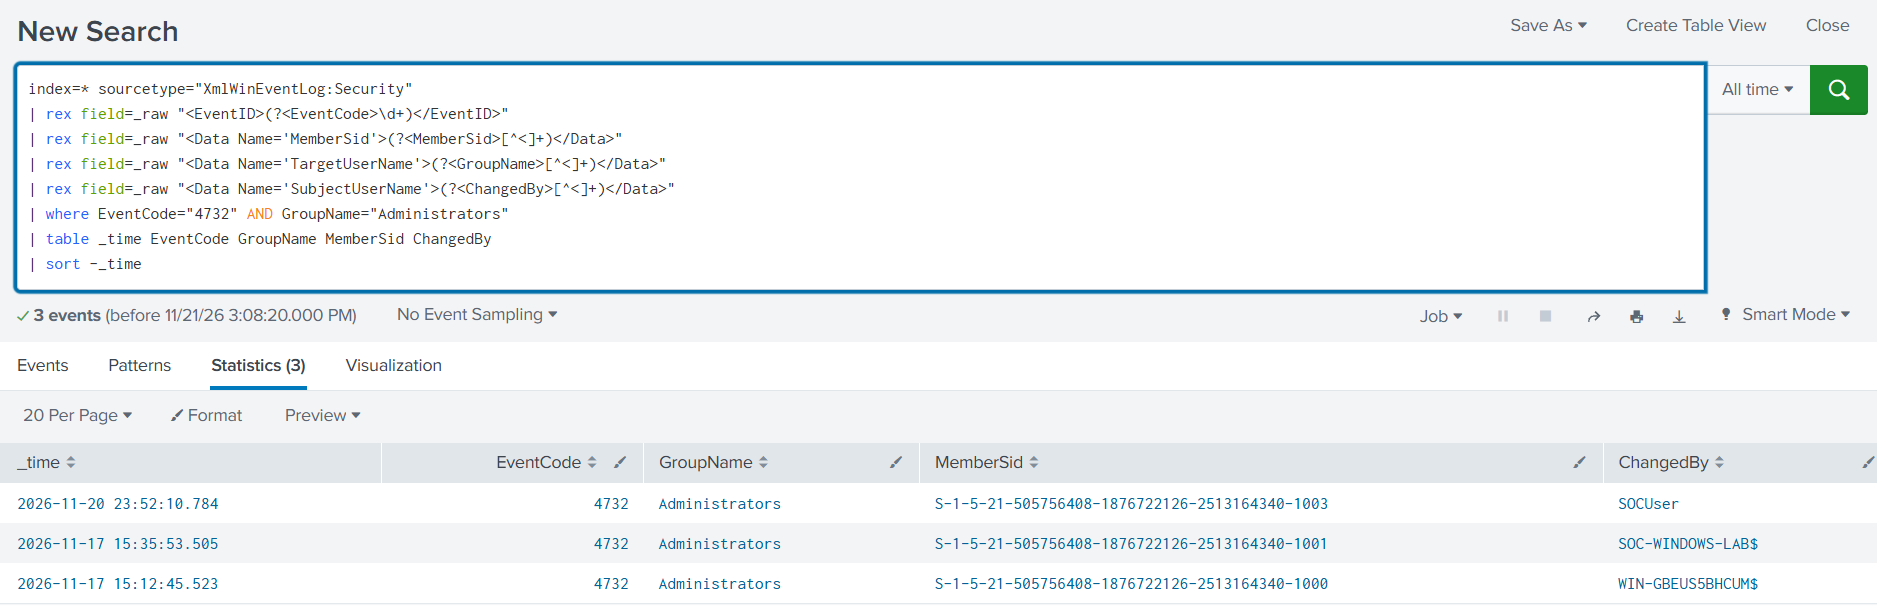 New Search
Save As Create Table View Close
index=* sourcetype="XmlWinEventLog:Security"
| rex field=_raw "<EventID>(?<EventCode>\d+)</EventID>"
| rex field=_raw "<Data Name='MemberSid'>(?<MemberSid>[^<]+)</Data>"
| rex field=_raw "<Data Name='TargetUserName'>(?<GroupName>[^<]+)</Data>"
| rex field=_raw "<Data Name='SubjectUserName'>(?<ChangedBy>[^<]+)</Data>"
| where EventCode="4732" AND GroupName="Administrators"
| table _time EventCode GroupName MemberSid ChangedBy
| sort -_time
All time
3 events (before 11/21/26 3:08:20.000 PM) No Event Sampling Job Smart Mode
Events Patterns Statistics (3) Visualization
20 Per Page Format Preview
_time EventCode GroupName MemberSid ChangedBy
2026-11-20 23:52:10.784 4732 Administrators S-1-5-21-505756408-1876722126-2513164340-1003 SOCUser
2026-11-17 15:35:53.505 4732 Administrators S-1-5-21-505756408-1876722126-2513164340-1001 SOC-WINDOWS-LAB$
2026-11-17 15:12:45.523 4732 Administrators S-1-5-21-505756408-1876722126-2513164340-1000 WIN-GBEUS5BHCUM$